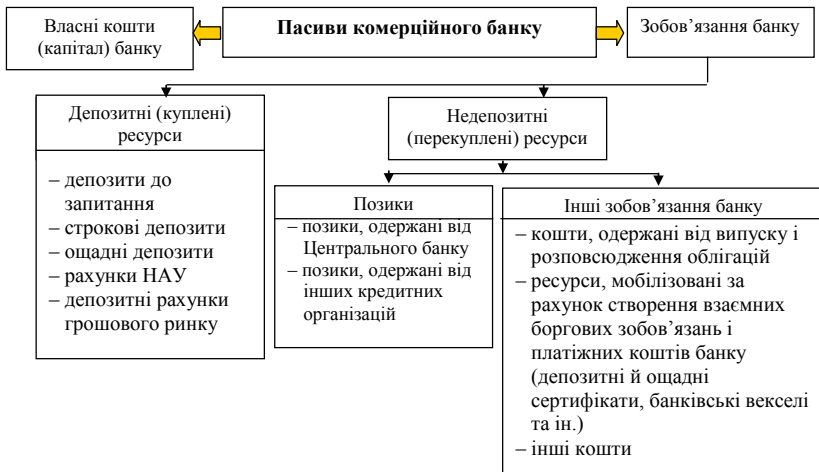 Власні кошти
(капітал) банку
Пасиви комерційного банку
Зобов’язання банку
Депозитні (куплені)
ресурси
– депозити до
запитання
– строкові депозити
– ощадні депозити
– рахунки НАУ
– депозитні рахунки
грошового ринку
Недепозитні
(перекуплені) ресурси
Позики
– позики, одержані від
Центрального банку
– позики, одержані від
інших кредитних
організацій
Інші зобов’язання банку
– кошти, одержані від випуску і
розповсюдження облігацій
– ресурси, мобілізовані за
рахунок створення взаємних
боргових зобов’язань і
платіжних коштів банку
(депозитні й ощадні
сертифікати, банківські векселі
та ін.)
– інші кошти